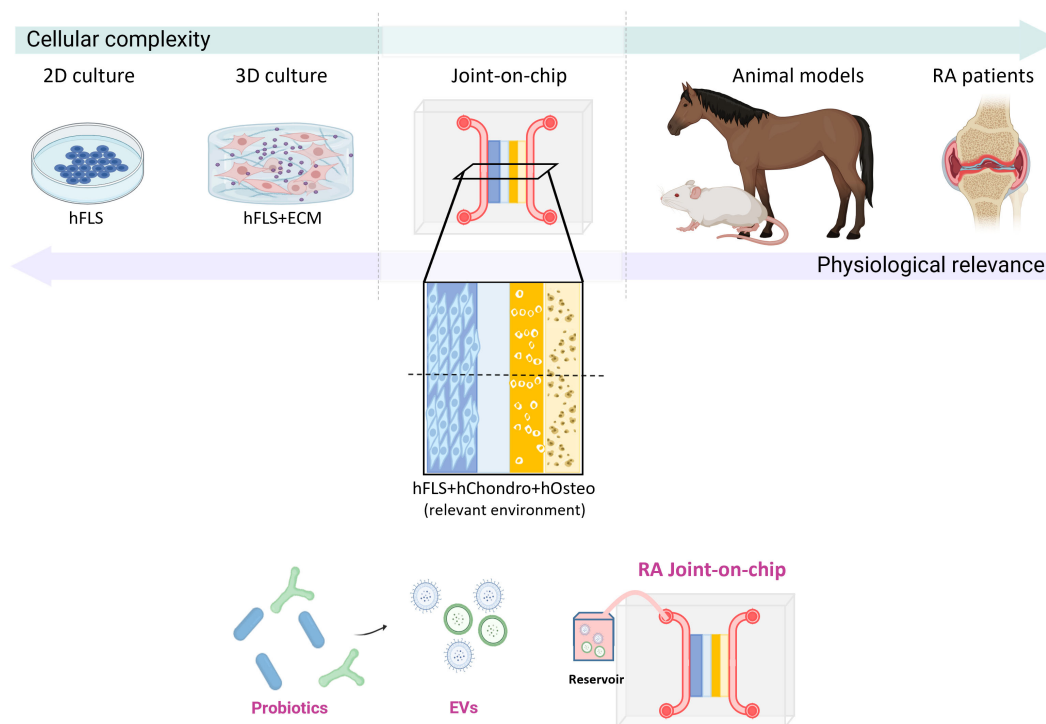 Cellular complexity
2D culture
3D culture
Joint-on-chip
Animal models
RA patients
hFLS
hFLS+ECM
Physiological relevance
hFLS+hChondro+hOsteo
(relevant environment)
RA Joint-on-chip
Reservoir
Probiotics
EVs